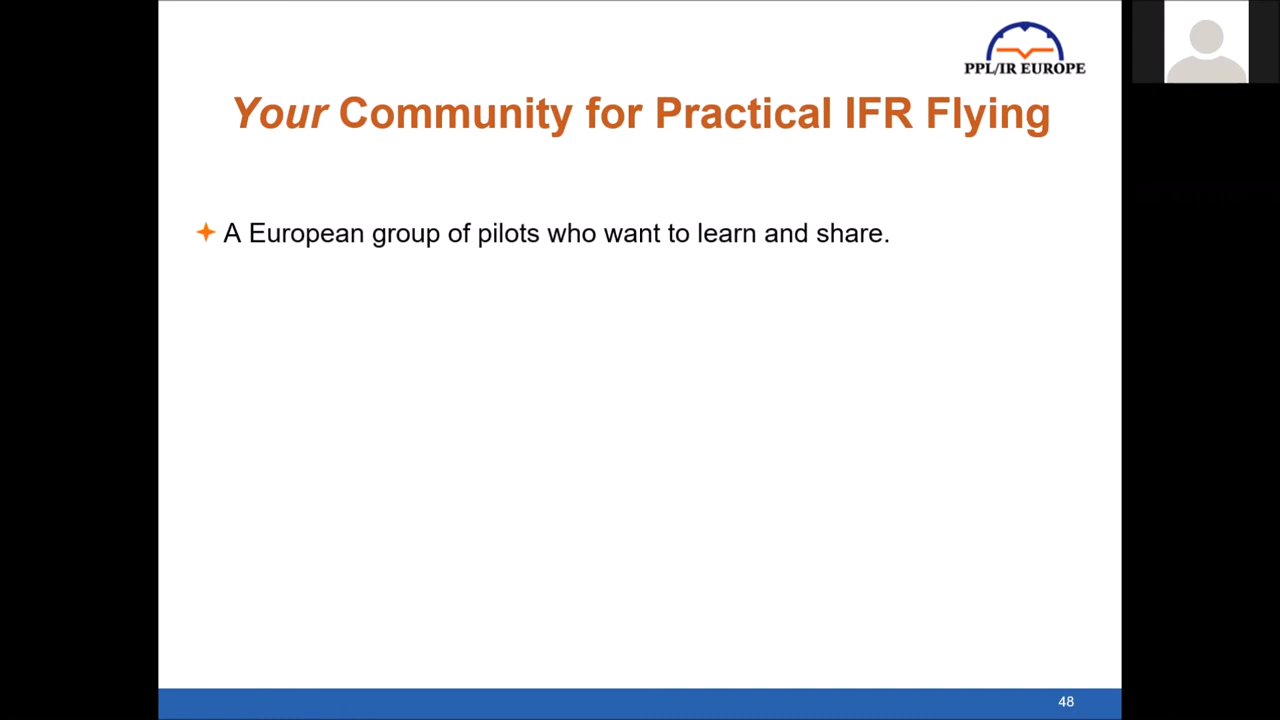 PPL/IR EUROPE
Your Community for Practical IFR Flying
A European group of pilots who want to learn and share.
48